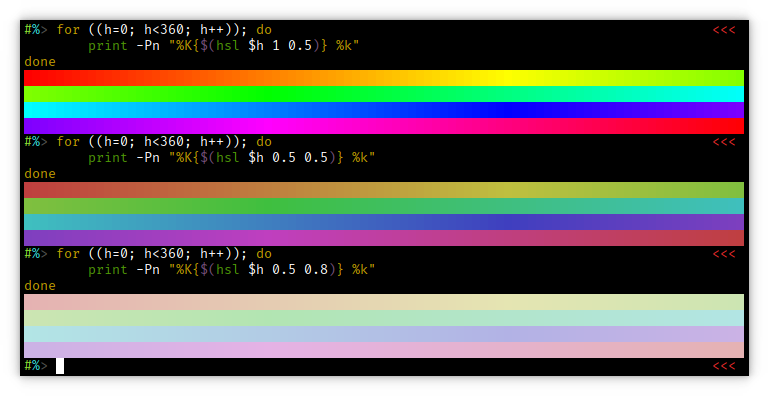 #%> for ((h=0; h<360; h++)); do <<<
        print -Pn "%K{$(hsl $h 1 0.5)} %k"
done
#%> for ((h=0; h<360; h++)); do <<<
        print -Pn "%K{$(hsl $h 0.5 0.5)} %k"
done
#%> for ((h=0; h<360; h++)); do <<<
        print -Pn "%K{$(hsl $h 0.5 0.8)} %k"
done
#%> <<<